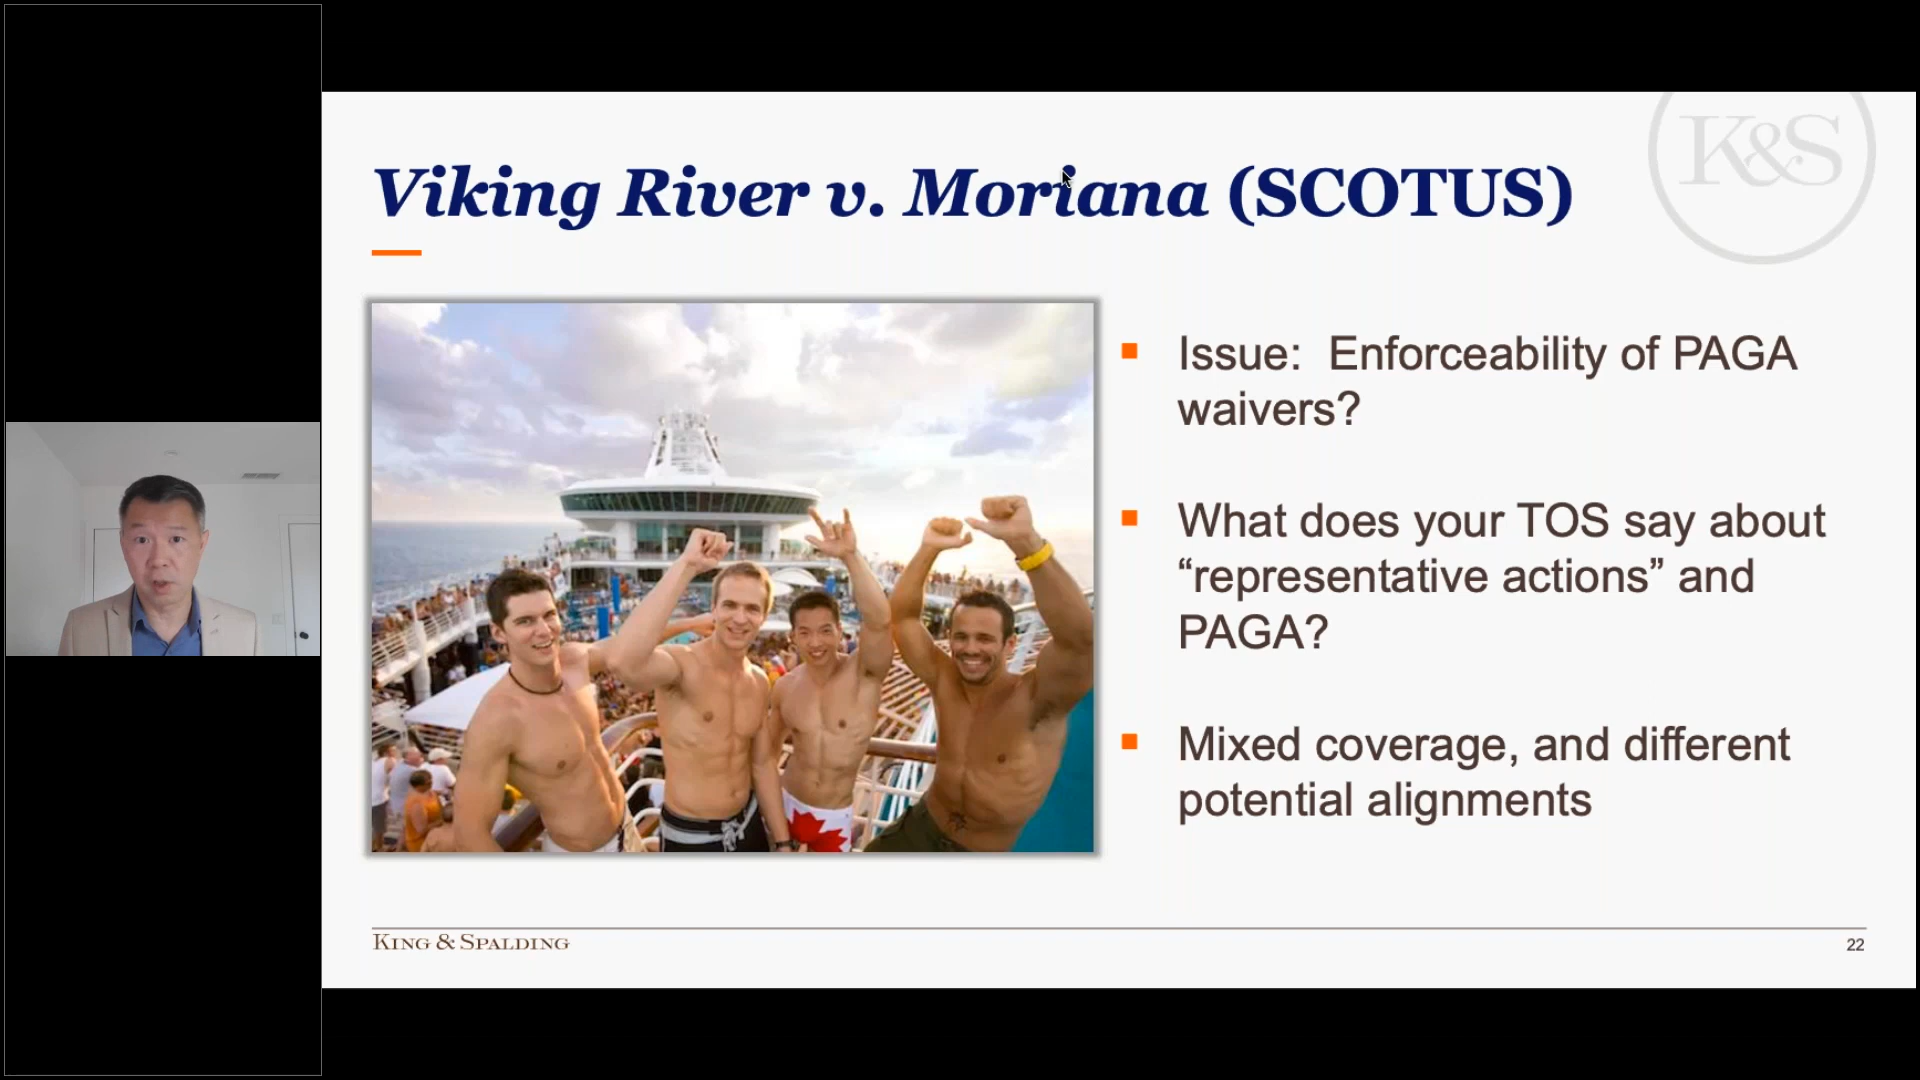 K&S
Viking River v. Moriana (SCOTUS)
Issue: Enforceability of PAGA
waivers?
What does your TOS say about
“representative actions” and
PAGA?
Mixed coverage, and different
potential alignments
KING & SPALDING
22